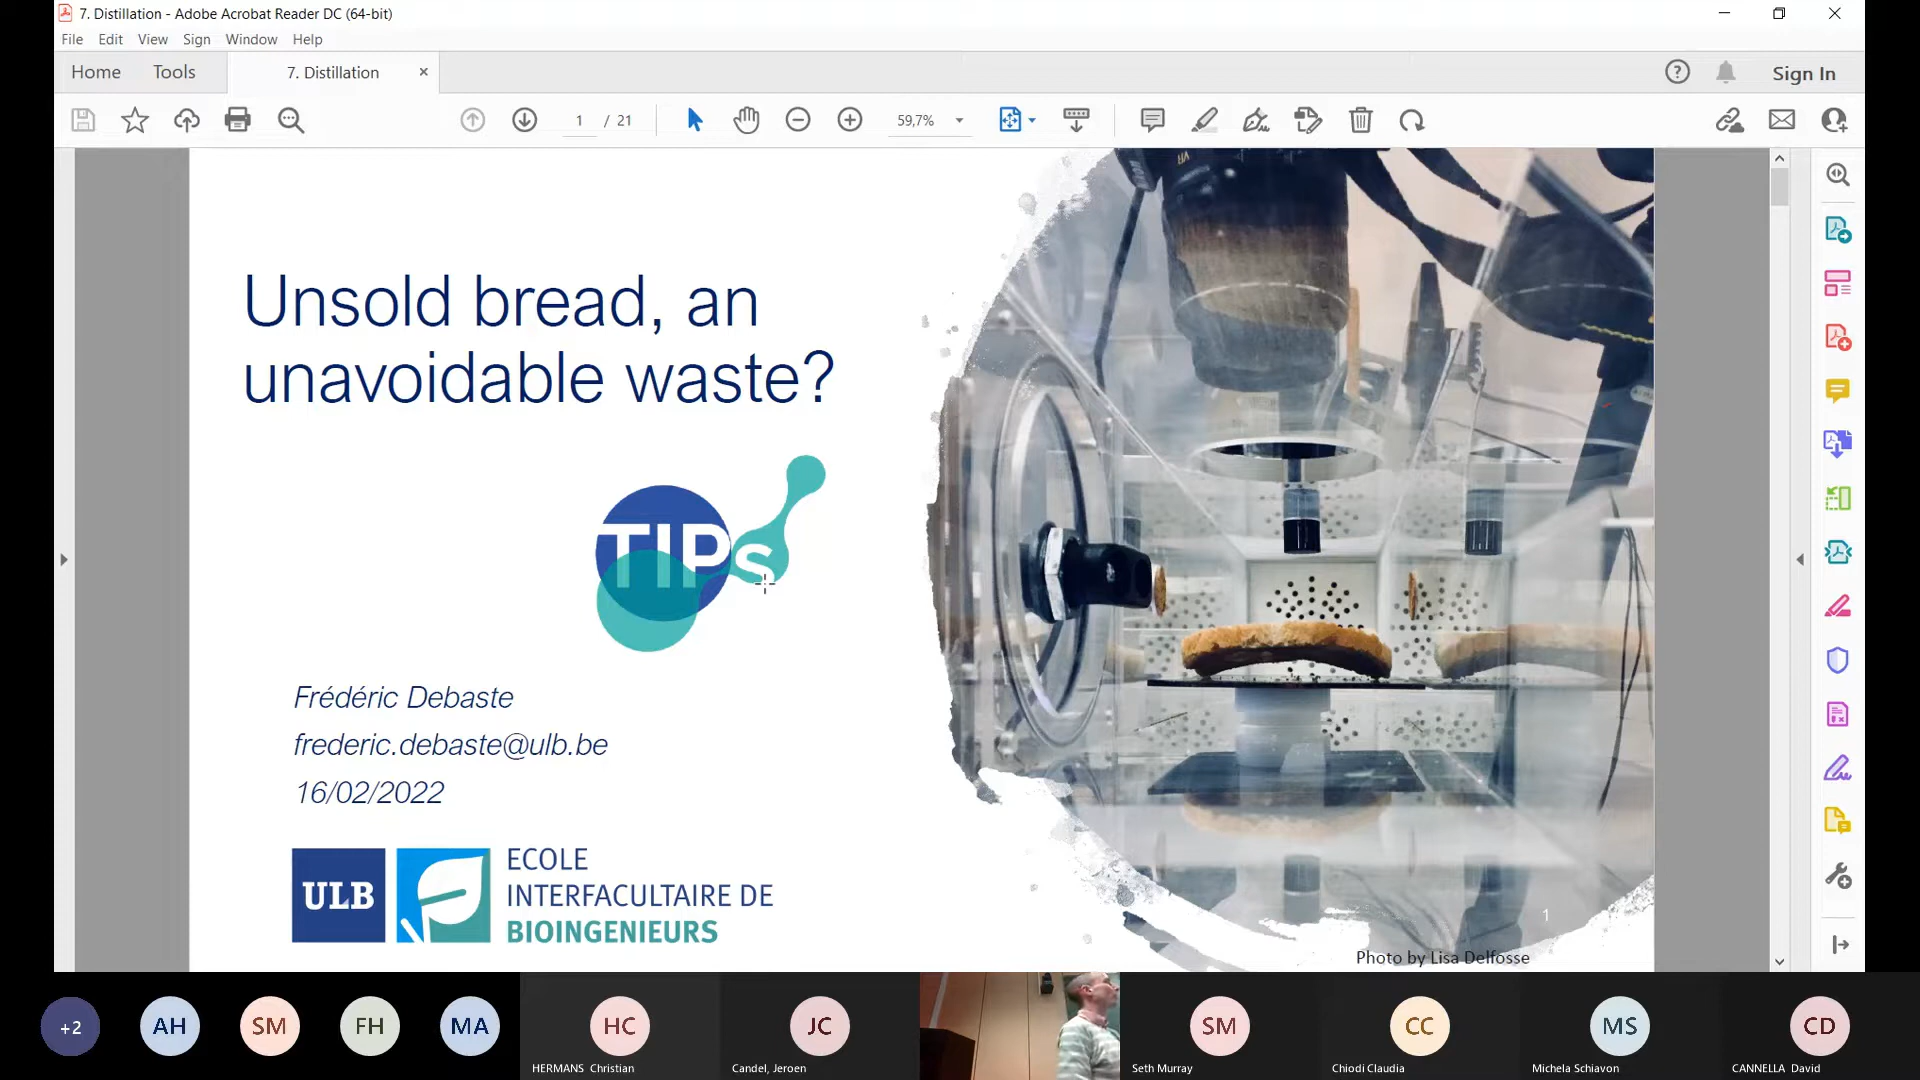 7. Distillation - Adobe Acrobat Reader DC (64-bit)
File Edit View Sign Window Help
Home Tools 7. Distillation Sign In
1 / 21 59,7%
Unsold bread, an
unavoidable waste?
TIPs
Frédéric Debaste
frederic.debaste@ulb.be
16/02/2022
ULB
ECOLE
INTERFACULTAIRE DE
BIOINGENIEURS
1
Photo by Lisa Delfosse
+2 AH SM FH MA HC JC SM CC MS CD
HERMANS Christian Candel, Jeroen Seth Murray Chiodi Claudia Michela Schiavon CANNELLA David